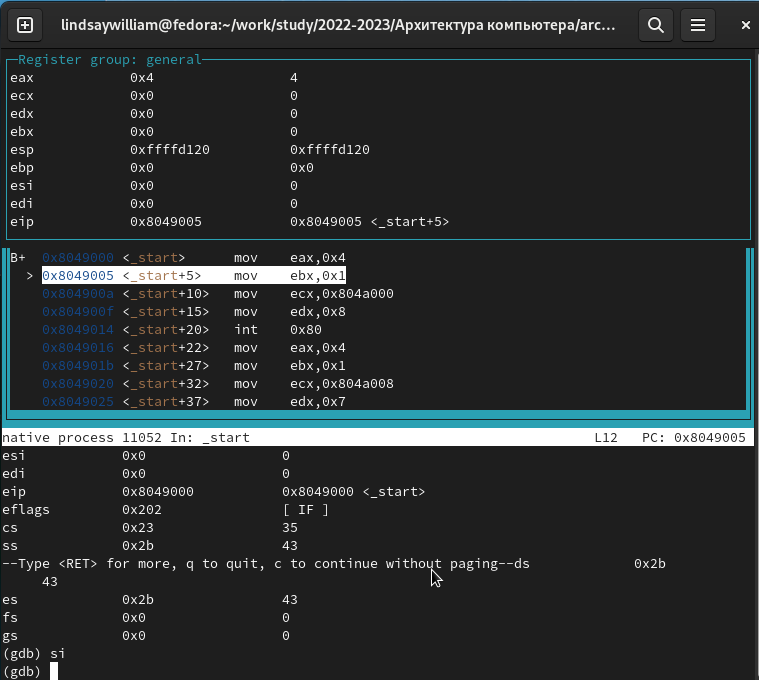 lindsaywilliam@fedora:~/work/study/2022-2023/Архитектура компьютера/arc...
Register group: general
eax 0x4 4
ecx 0x0 0
edx 0x0 0
ebx 0x0 0
esp 0xffffd120 0xffffd120
ebp 0x0 0x0
esi 0x0 0
edi 0x0 0
eip 0x8049005 0x8049005 <_start+5>
B+ 0x8049000 <_start> mov eax,0x4
> 0x8049005 <_start+5> mov ebx,0x1
0x804900a <_start+10> mov ecx,0x804a000
0x804900f <_start+15> mov edx,0x8
0x8049014 <_start+20> int 0x80
0x8049016 <_start+22> mov eax,0x4
0x804901b <_start+27> mov ebx,0x1
0x8049020 <_start+32> mov ecx,0x804a008
0x8049025 <_start+37> mov edx,0x7
native process 11052 In: _start L12 PC: 0x8049005
esi 0x0 0
edi 0x0 0
eip 0x8049000 0x8049000 <_start>
eflags 0x202 [ IF ]
cs 0x23 35
ss 0x2b 43
--Type <RET> for more, q to quit, c to continue without paging--ds 0x2b
43
es 0x2b 43
fs 0x0 0
gs 0x0 0
(gdb) si
(gdb)